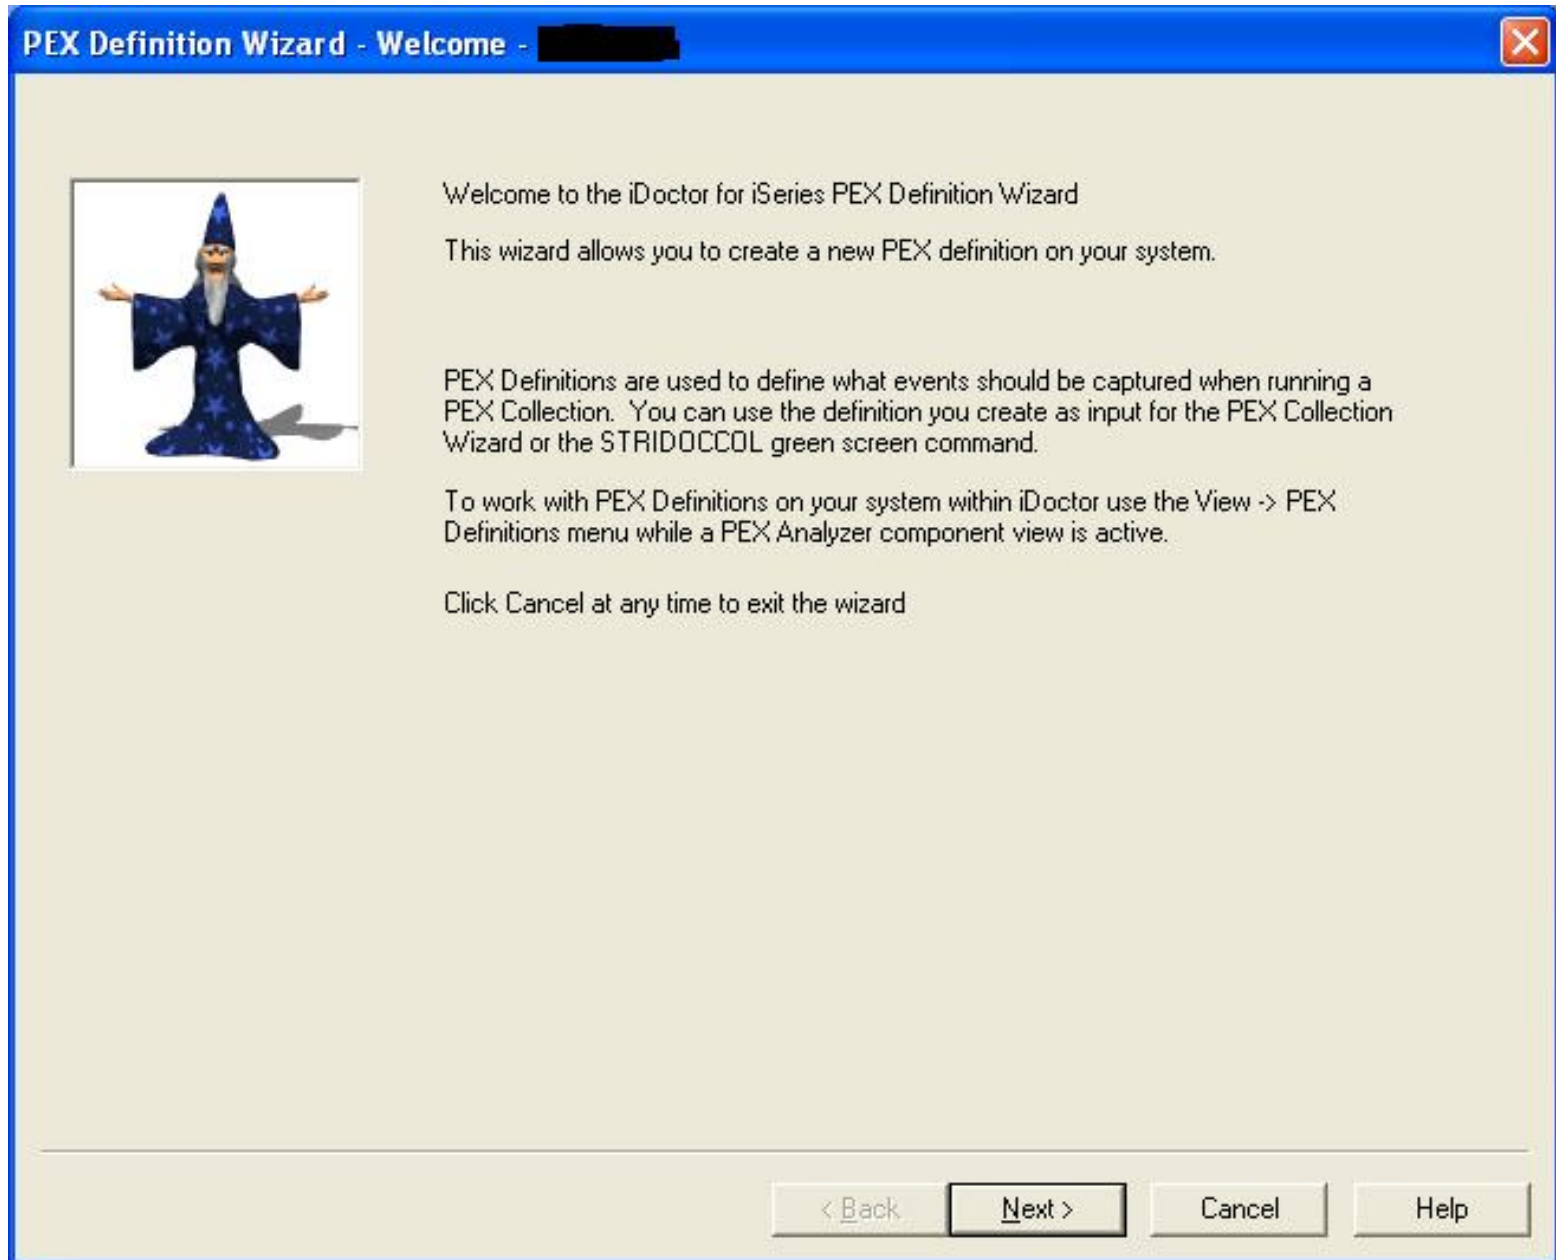 PEX Definition Wizard - Welcome -
Welcome to the iDoctor for iSeries PEX Definition Wizard
This wizard allows you to create a new PEX definition on your system.
PEX Definitions are used to define what events should be captured when running a
PEX Collection. You can use the definition you create as input for the PEX Collection
Wizard or the STRIDOCCOL green screen command.
To work with PEX Definitions on your system within iDoctor use the View -> PEX
Definitions menu while a PEX Analyzer component view is active.
Click Cancel at any time to exit the wizard
< Back
Next >
Cancel
Help